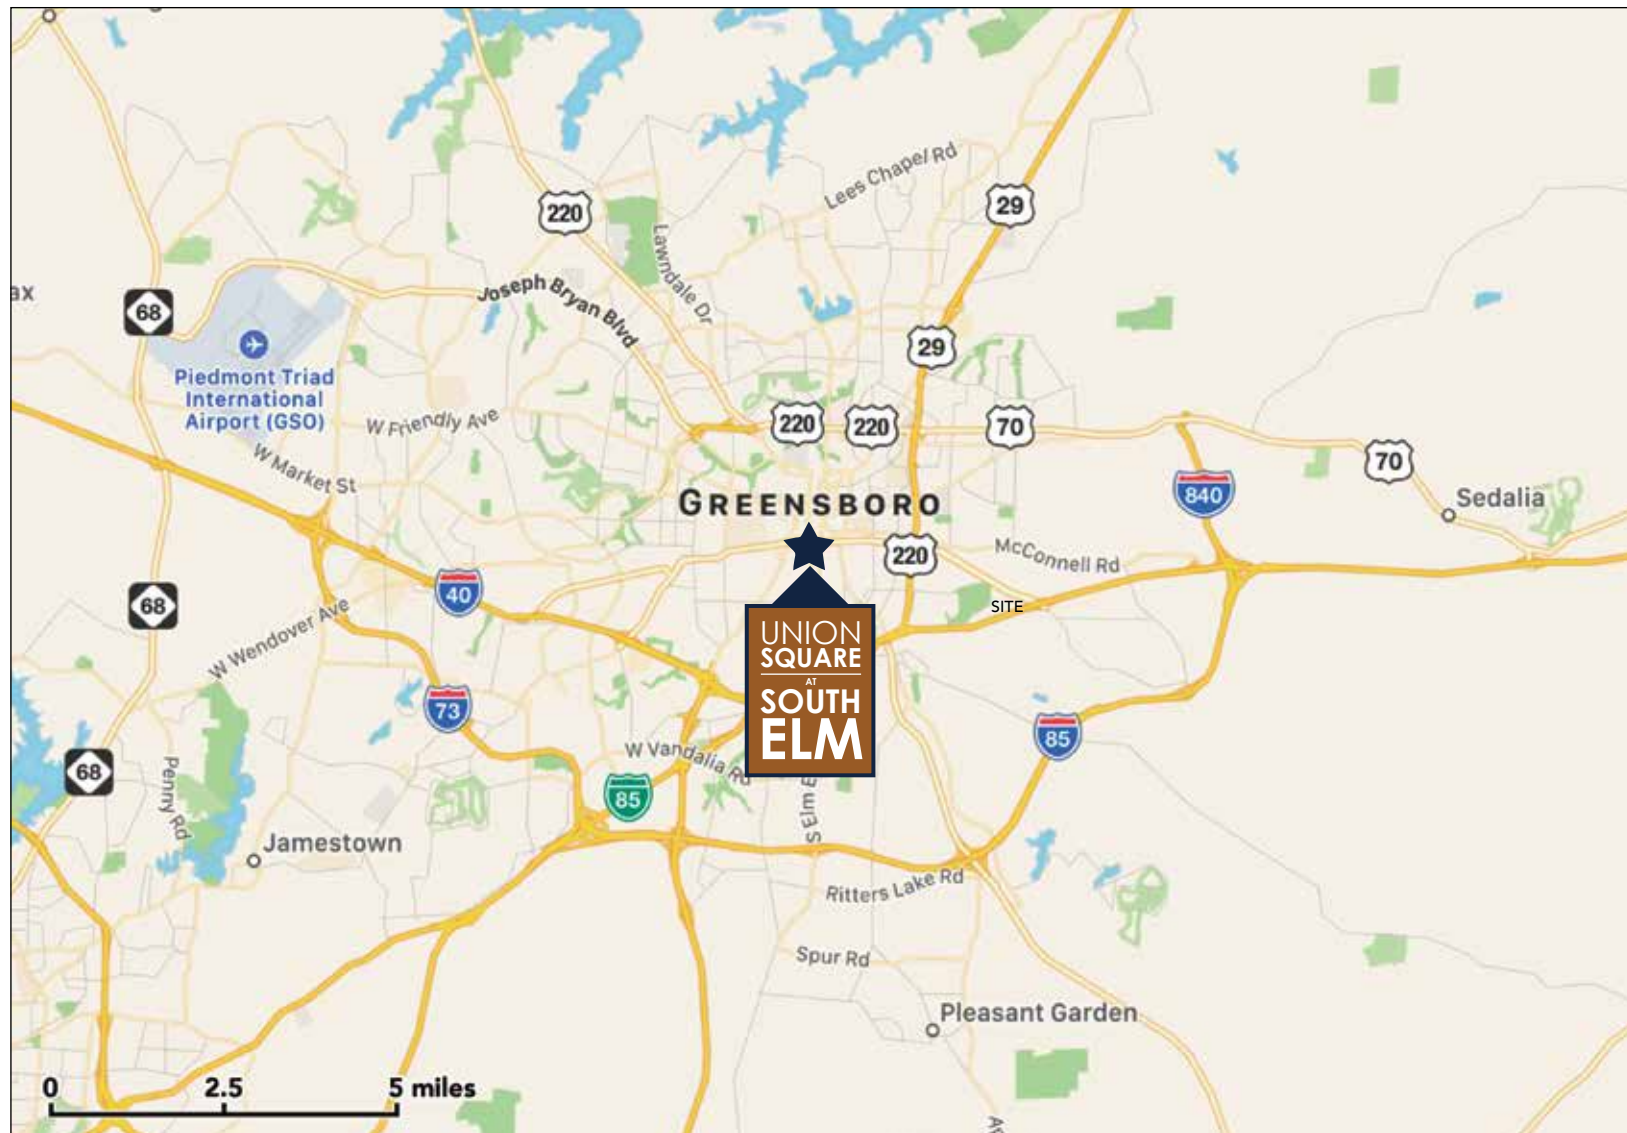 220
29
Lees Chapel Rd
Lawndale Dr
ax
68
Joseph Bryan Blvd
29
Piedmont Triad
International
Airport (GSO)
W Friendly Ave
220
220
70
70
W Market St
GREENSBORO
840
Sedalia
220
McConnell Rd
40
68
SITE
W Wendover Ave
UNION
SQUARE
AT
SOUTH
ELM
73
85
W Vandalia Rd
68
Penny Rd
85
S Elm E
Jamestown
Ritters Lake Rd
Spur Rd
Pleasant Garden
0 2.5 5 miles